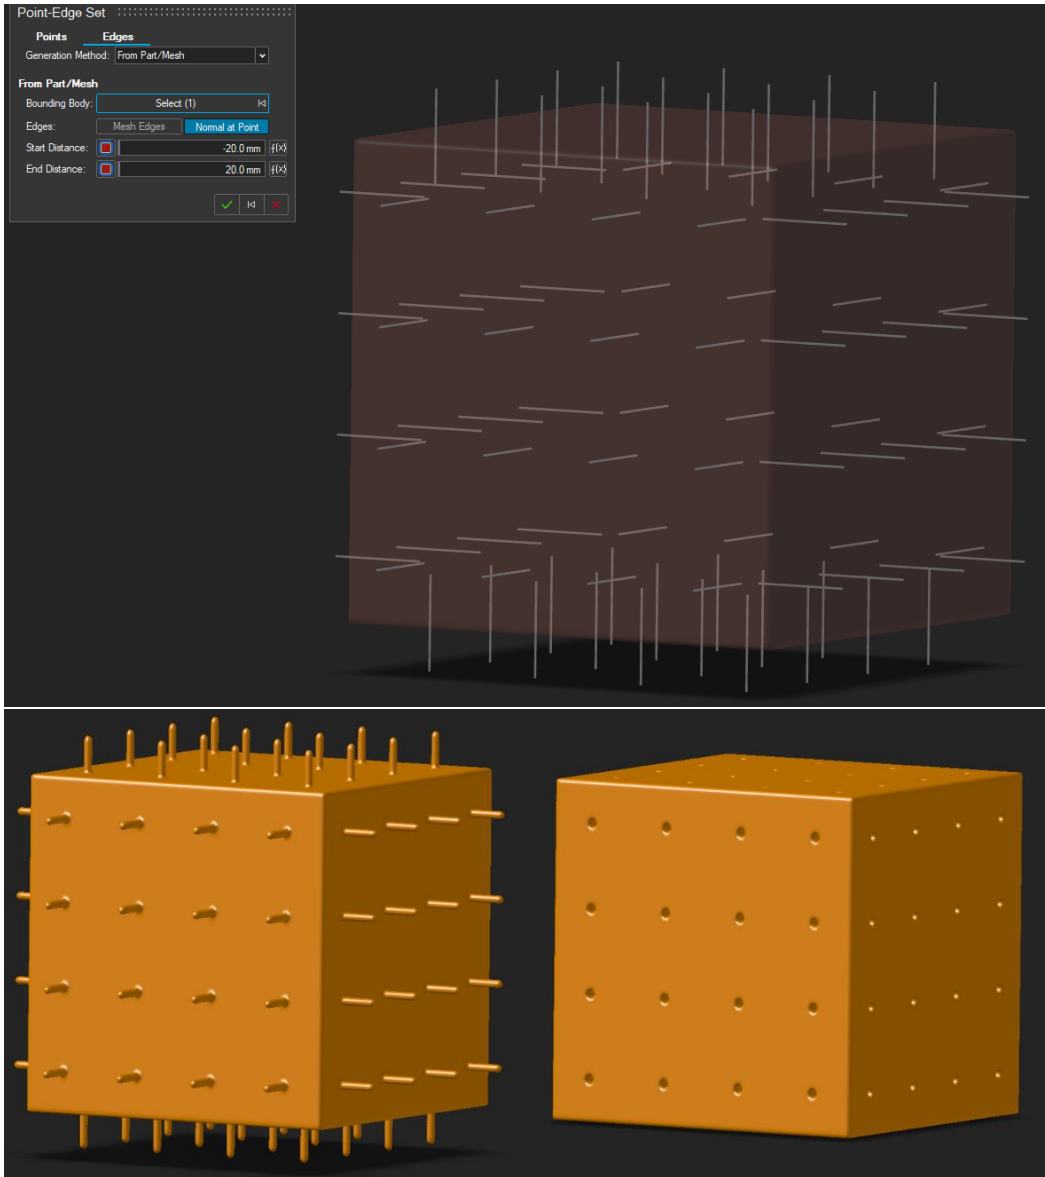 Point-Edge Set
Points Edges
Generation Method: From Part/Mesh
From Part/Mesh
Bounding Body: Select (1)
Edges: Mesh Edges Normal at Point
Start Distance: -20.0 mm f(x)
End Distance: 20.0 mm f(x)